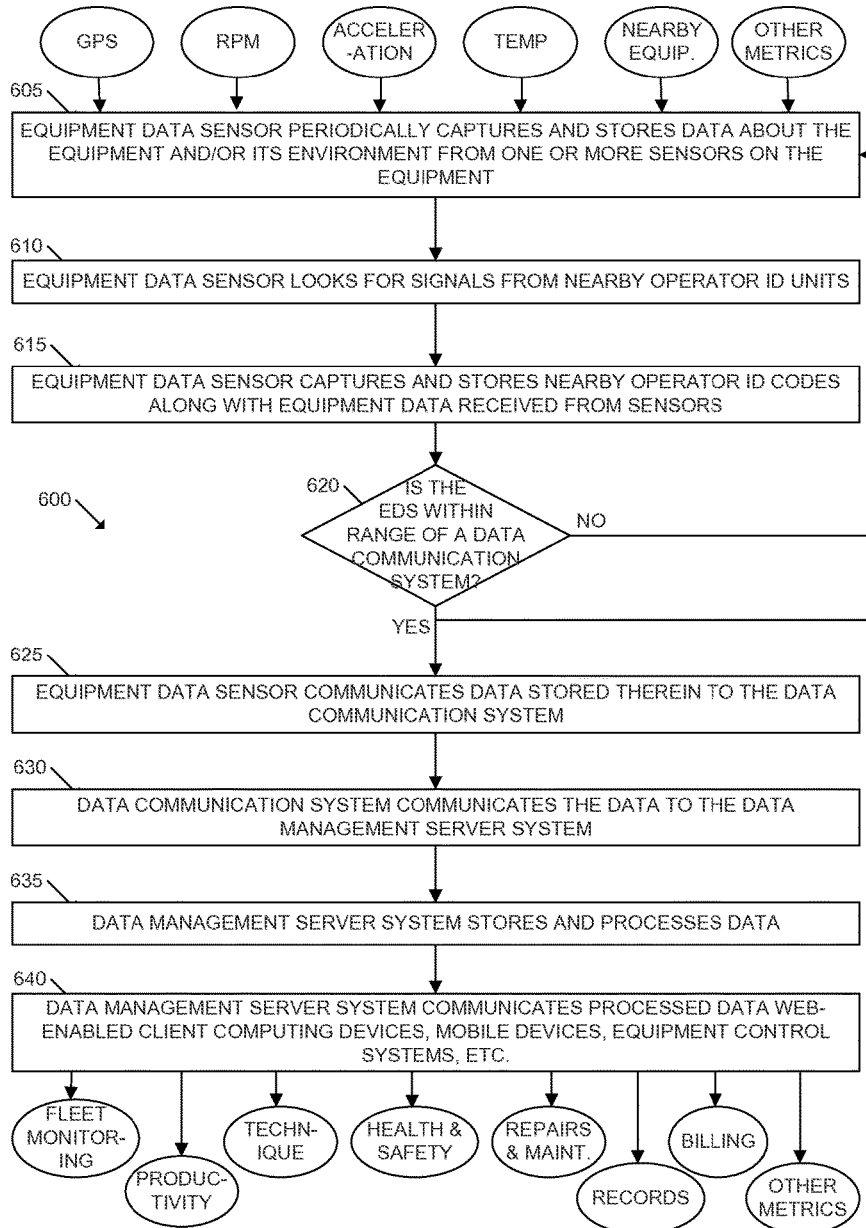 GPS
RPM
ACCELER
-ATION
TEMP
NEARBY
EQUIP.
OTHER
METRICS
605
EQUIPMENT DATA SENSOR PERIODICALLY CAPTURES AND STORES DATA ABOUT THE
EQUIPMENT AND/OR ITS ENVIRONMENT FROM ONE OR MORE SENSORS ON THE
EQUIPMENT
610
EQUIPMENT DATA SENSOR LOOKS FOR SIGNALS FROM NEARBY OPERATOR ID UNITS
615
EQUIPMENT DATA SENSOR CAPTURES AND STORES NEARBY OPERATOR ID CODES
ALONG WITH EQUIPMENT DATA RECEIVED FROM SENSORS
600
620
IS THE
EDS WITHIN
RANGE OF A DATA
COMMUNICATION
SYSTEM?
NO
YES
625
EQUIPMENT DATA SENSOR COMMUNICATES DATA STORED THEREIN TO THE DATA
COMMUNICATION SYSTEM
630
DATA COMMUNICATION SYSTEM COMMUNICATES THE DATA TO THE DATA
MANAGEMENT SERVER SYSTEM
635
DATA MANAGEMENT SERVER SYSTEM STORES AND PROCESSES DATA
640
DATA MANAGEMENT SERVER SYSTEM COMMUNICATES PROCESSED DATA WEB-
ENABLED CLIENT COMPUTING DEVICES, MOBILE DEVICES, EQUIPMENT CONTROL
SYSTEMS, ETC.
FLEET
MONITOR-
ING
PRODUC-
TIVITY
TECHN-
IQUE
HEALTH &
SAFETY
REPAIRS
& MAINT.
RECORDS
BILLING
OTHER
METRICS